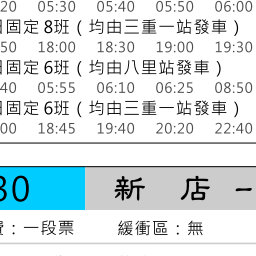 20 05:30 05:40 05:50 06:00
固定 8班 ( 均由三重一站發車 )
50 18:00 18:30 19:00 19:30
固定 6班 ( 均由八里站發車 )
40 05:55 06:10 06:25 08:50
固定 6班 ( 均由三重一站發車 )
00 18:45 19:40 20:20 22:40
30 新 店 -
：一段票 緩衝區：無